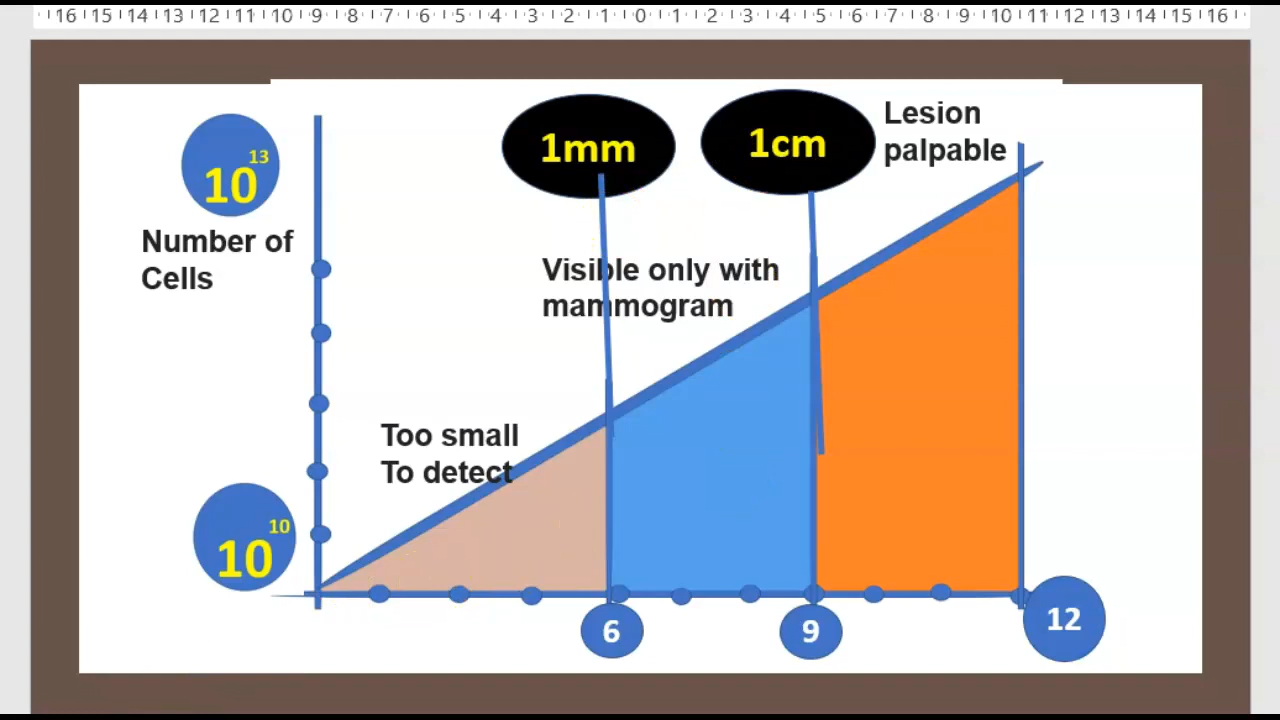 16 15 14 13 12 11 10 9 8 7 6 5 4 3 2 1 0 1 2 3 4 5 6 7 8 9 10 11 12 13 14 15 16
1mm
1cm
Lesion
palpable
10^13
Number of
Cells
Visible only with
mammogram
Too small
To detect
10^10
6
9
12